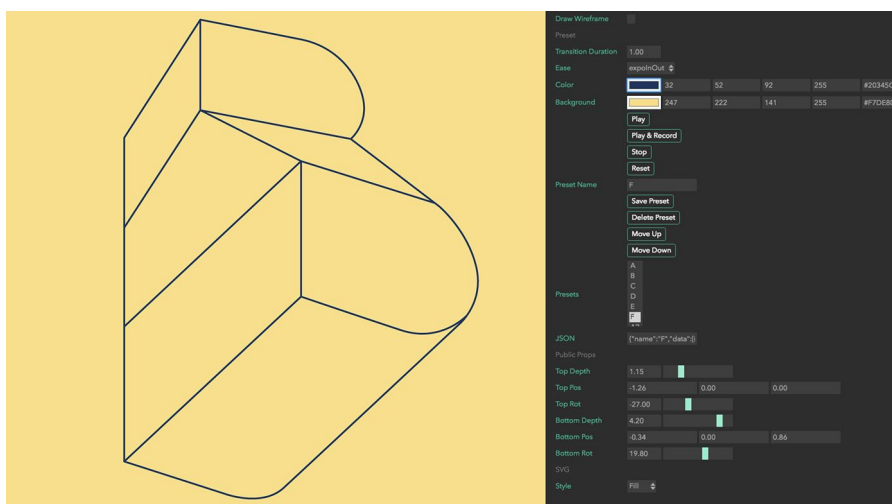 Draw Wireframe
Preset
Transition Duration 1.00
Ease expoInOut
Color 32 52 92 255 #20345C
Background 247 222 141 255
Play
Play & Record
Stop
Reset
Preset Name F
Save Preset
Delete Preset
Move Up
Move Down
Presets
A
B
C
D
E
F
JSON {"name":"F","data":{)
Public Props
Top Depth 1.15
Top Pos -1.26 0.00 0.00
Top Rot -27.00
Bottom Depth 4.20
Bottom Pos -0.34 0.00 0.86
Bottom Rot 19.80
SVG
Style Fill